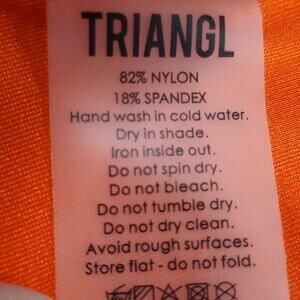 TRIANGL
82% NYLON
18% SPANDEX
Hand wash in cold water.
Dry in shade.
Iron inside out.
Do not spin dry.
Do not bleach.
Do not tumble dry.
Do not dry clean.
Avoid rough surfaces.
Store flat - do not fold.